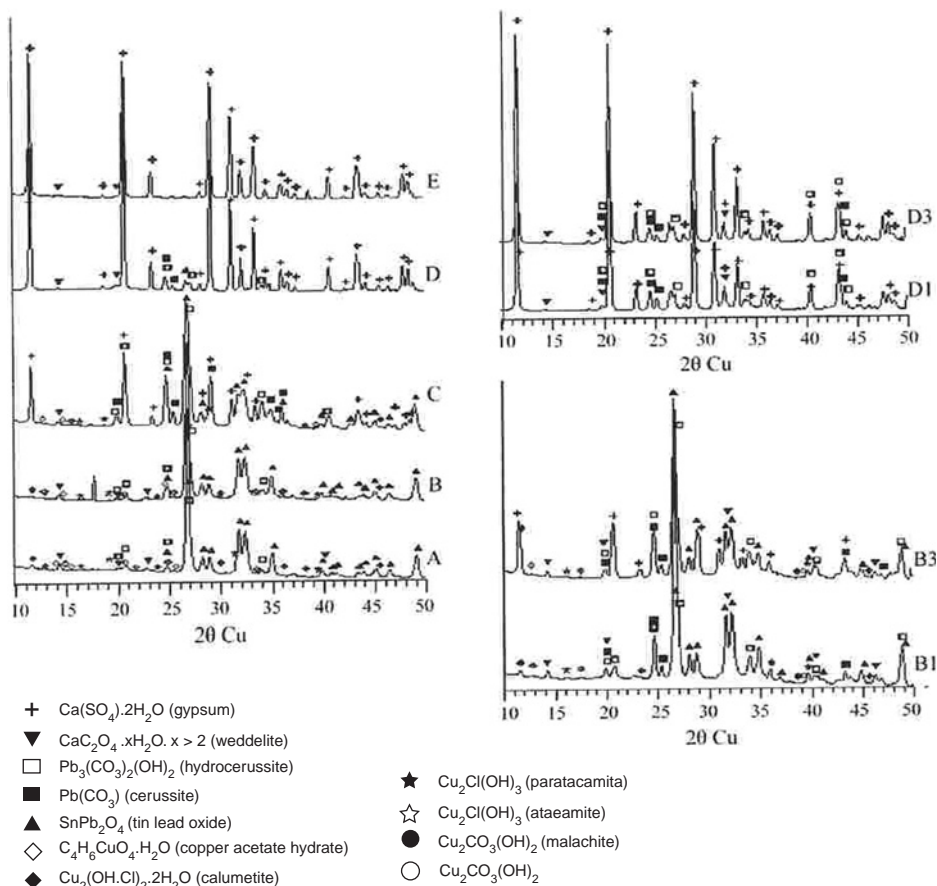 E
D
C
B
A
10 15 20 25 30 35 40 45 50
2θ Cu
D3
D1
10 15 20 25 30 35 40 45 50
2θ Cu
B3
B1
10 15 20 25 30 35 40 45 50
2θ Cu
Ca(SO4).2H2O (gypsum)
CaC2O4 .xH2O. x > 2 (weddelite)
Pb3(CO3)2(OH)2 (hydrocerussite)
Pb(CO3) (cerussite)
SnPb2O4 (tin lead oxide)
C4H6CuO4.H2O (copper acetate hydrate)
Cu2(OH.Cl)2.2H2O (calumetite)
Cu2Cl(OH)3 (paratacamita)
Cu2Cl(OH)3 (ataeamite)
Cu2CO3(OH)2 (malachite)
Cu2CO3(OH)2